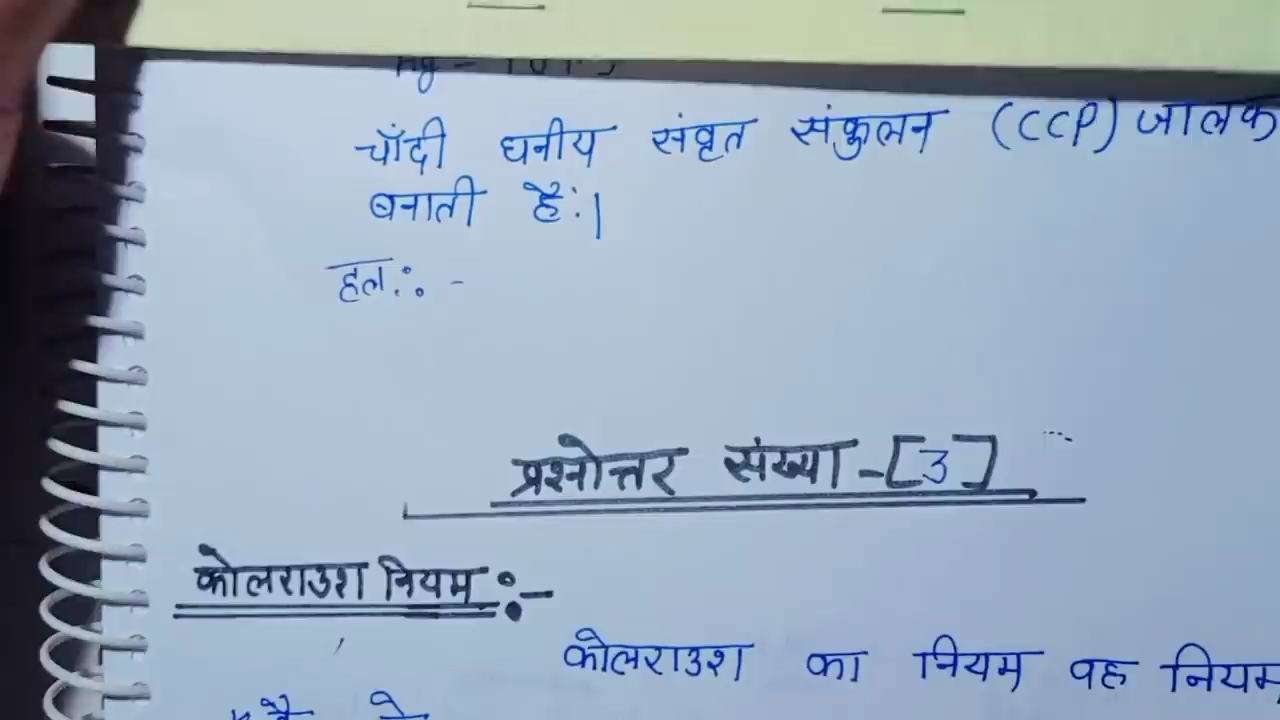 चाँदी घनीय संवृत संकुलन (CCP) जालक
बनाती हैं।
हल: -
प्रश्नोत्तर संख्या -[3]
कोलराउश नियम :-
कोलराउश का नियम वह नियम